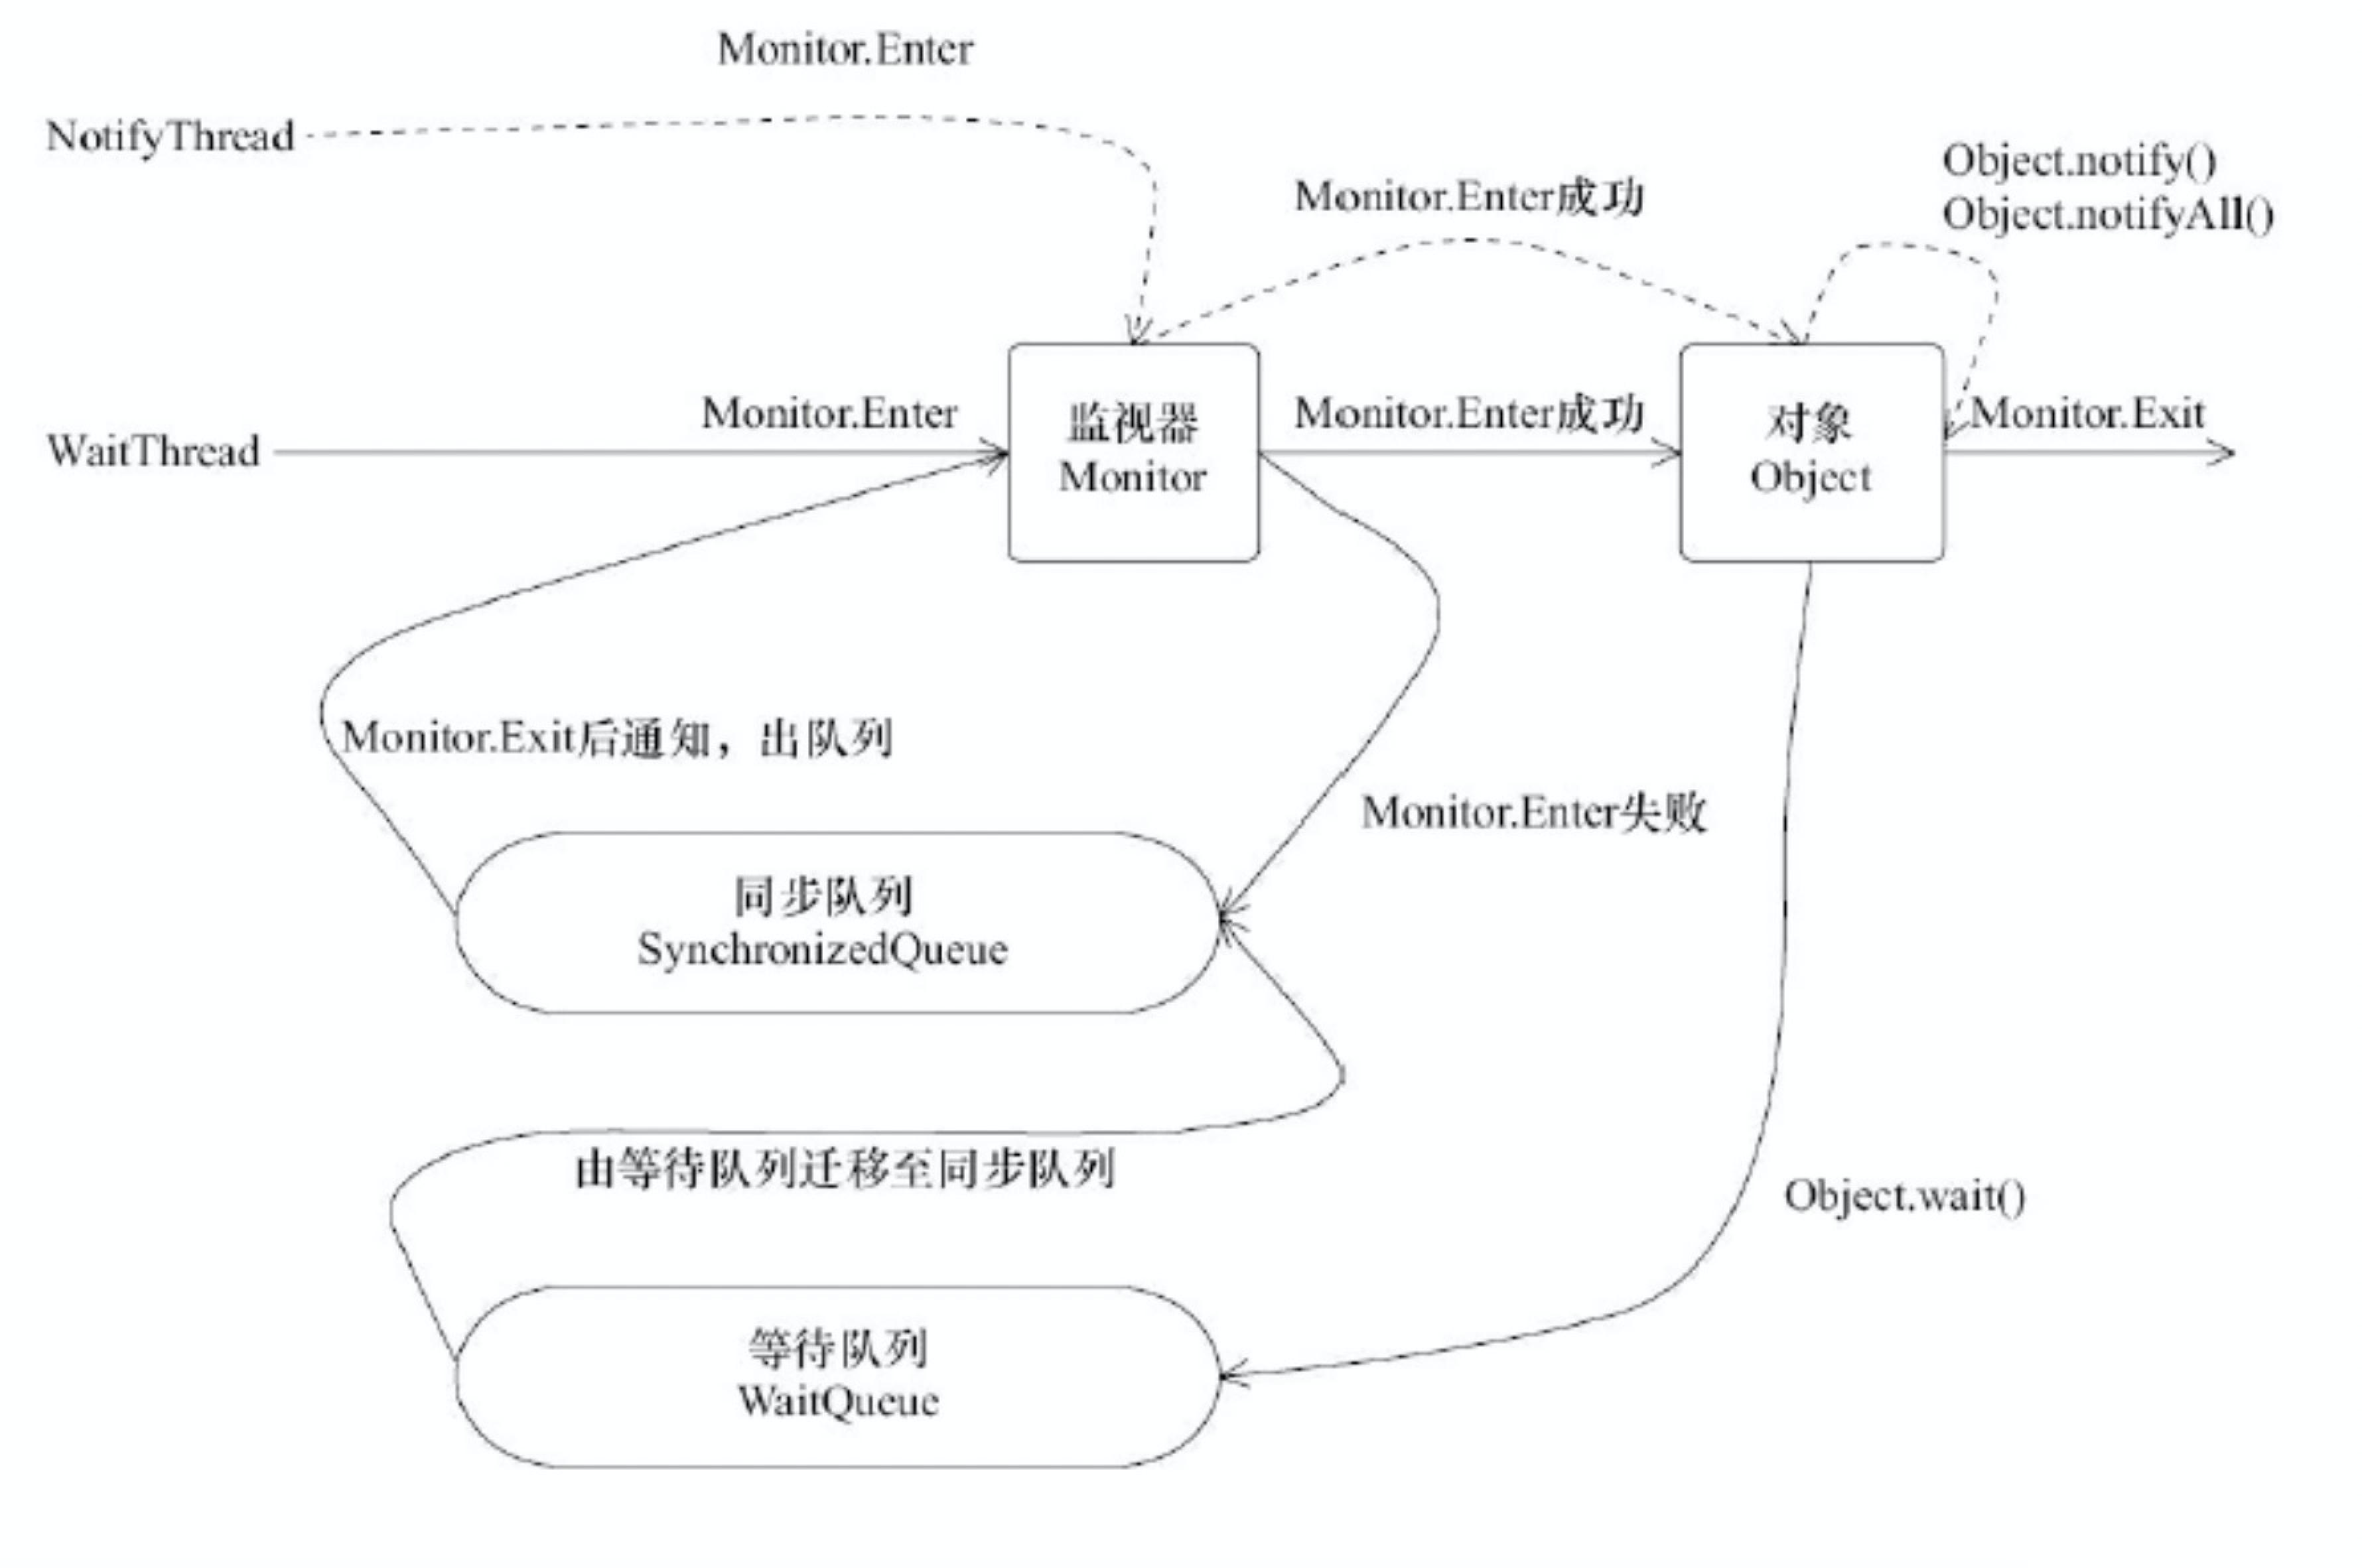 Monitor.Enter
NotifyThread
Object.notify()
Object.notifyAll()
Monitor.Enter成功
WaitThread
Monitor.Enter
监视器
Monitor
Monitor.Enter成功
对象
Object
Monitor.Exit
Monitor.Exit后通知，出队列
Monitor.Enter失败
同步队列
SynchronizedQueue
由等待队列迁移至同步队列
Object.wait()
等待队列
WaitQueue